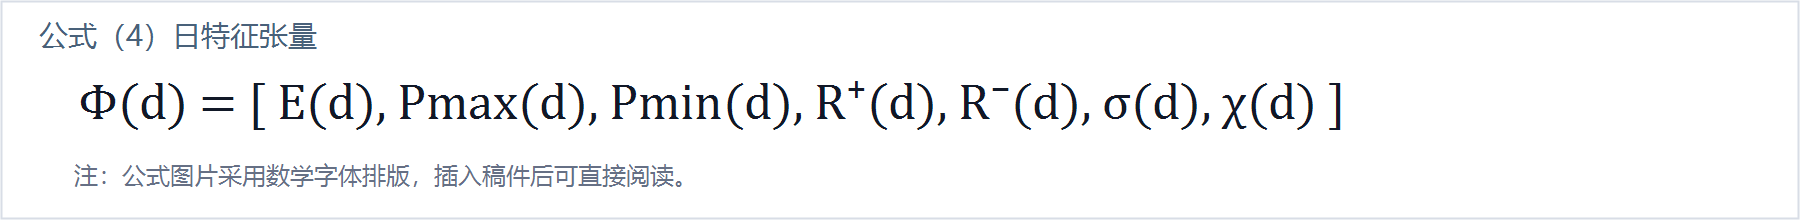 公式（4）日特征张量
Φ(d) = [ E(d), Pmax(d), Pmin(d), R⁺(d), R⁻(d), σ(d), χ(d) ]
注：公式图片采用数学字体排版，插入稿件后可直接阅读。